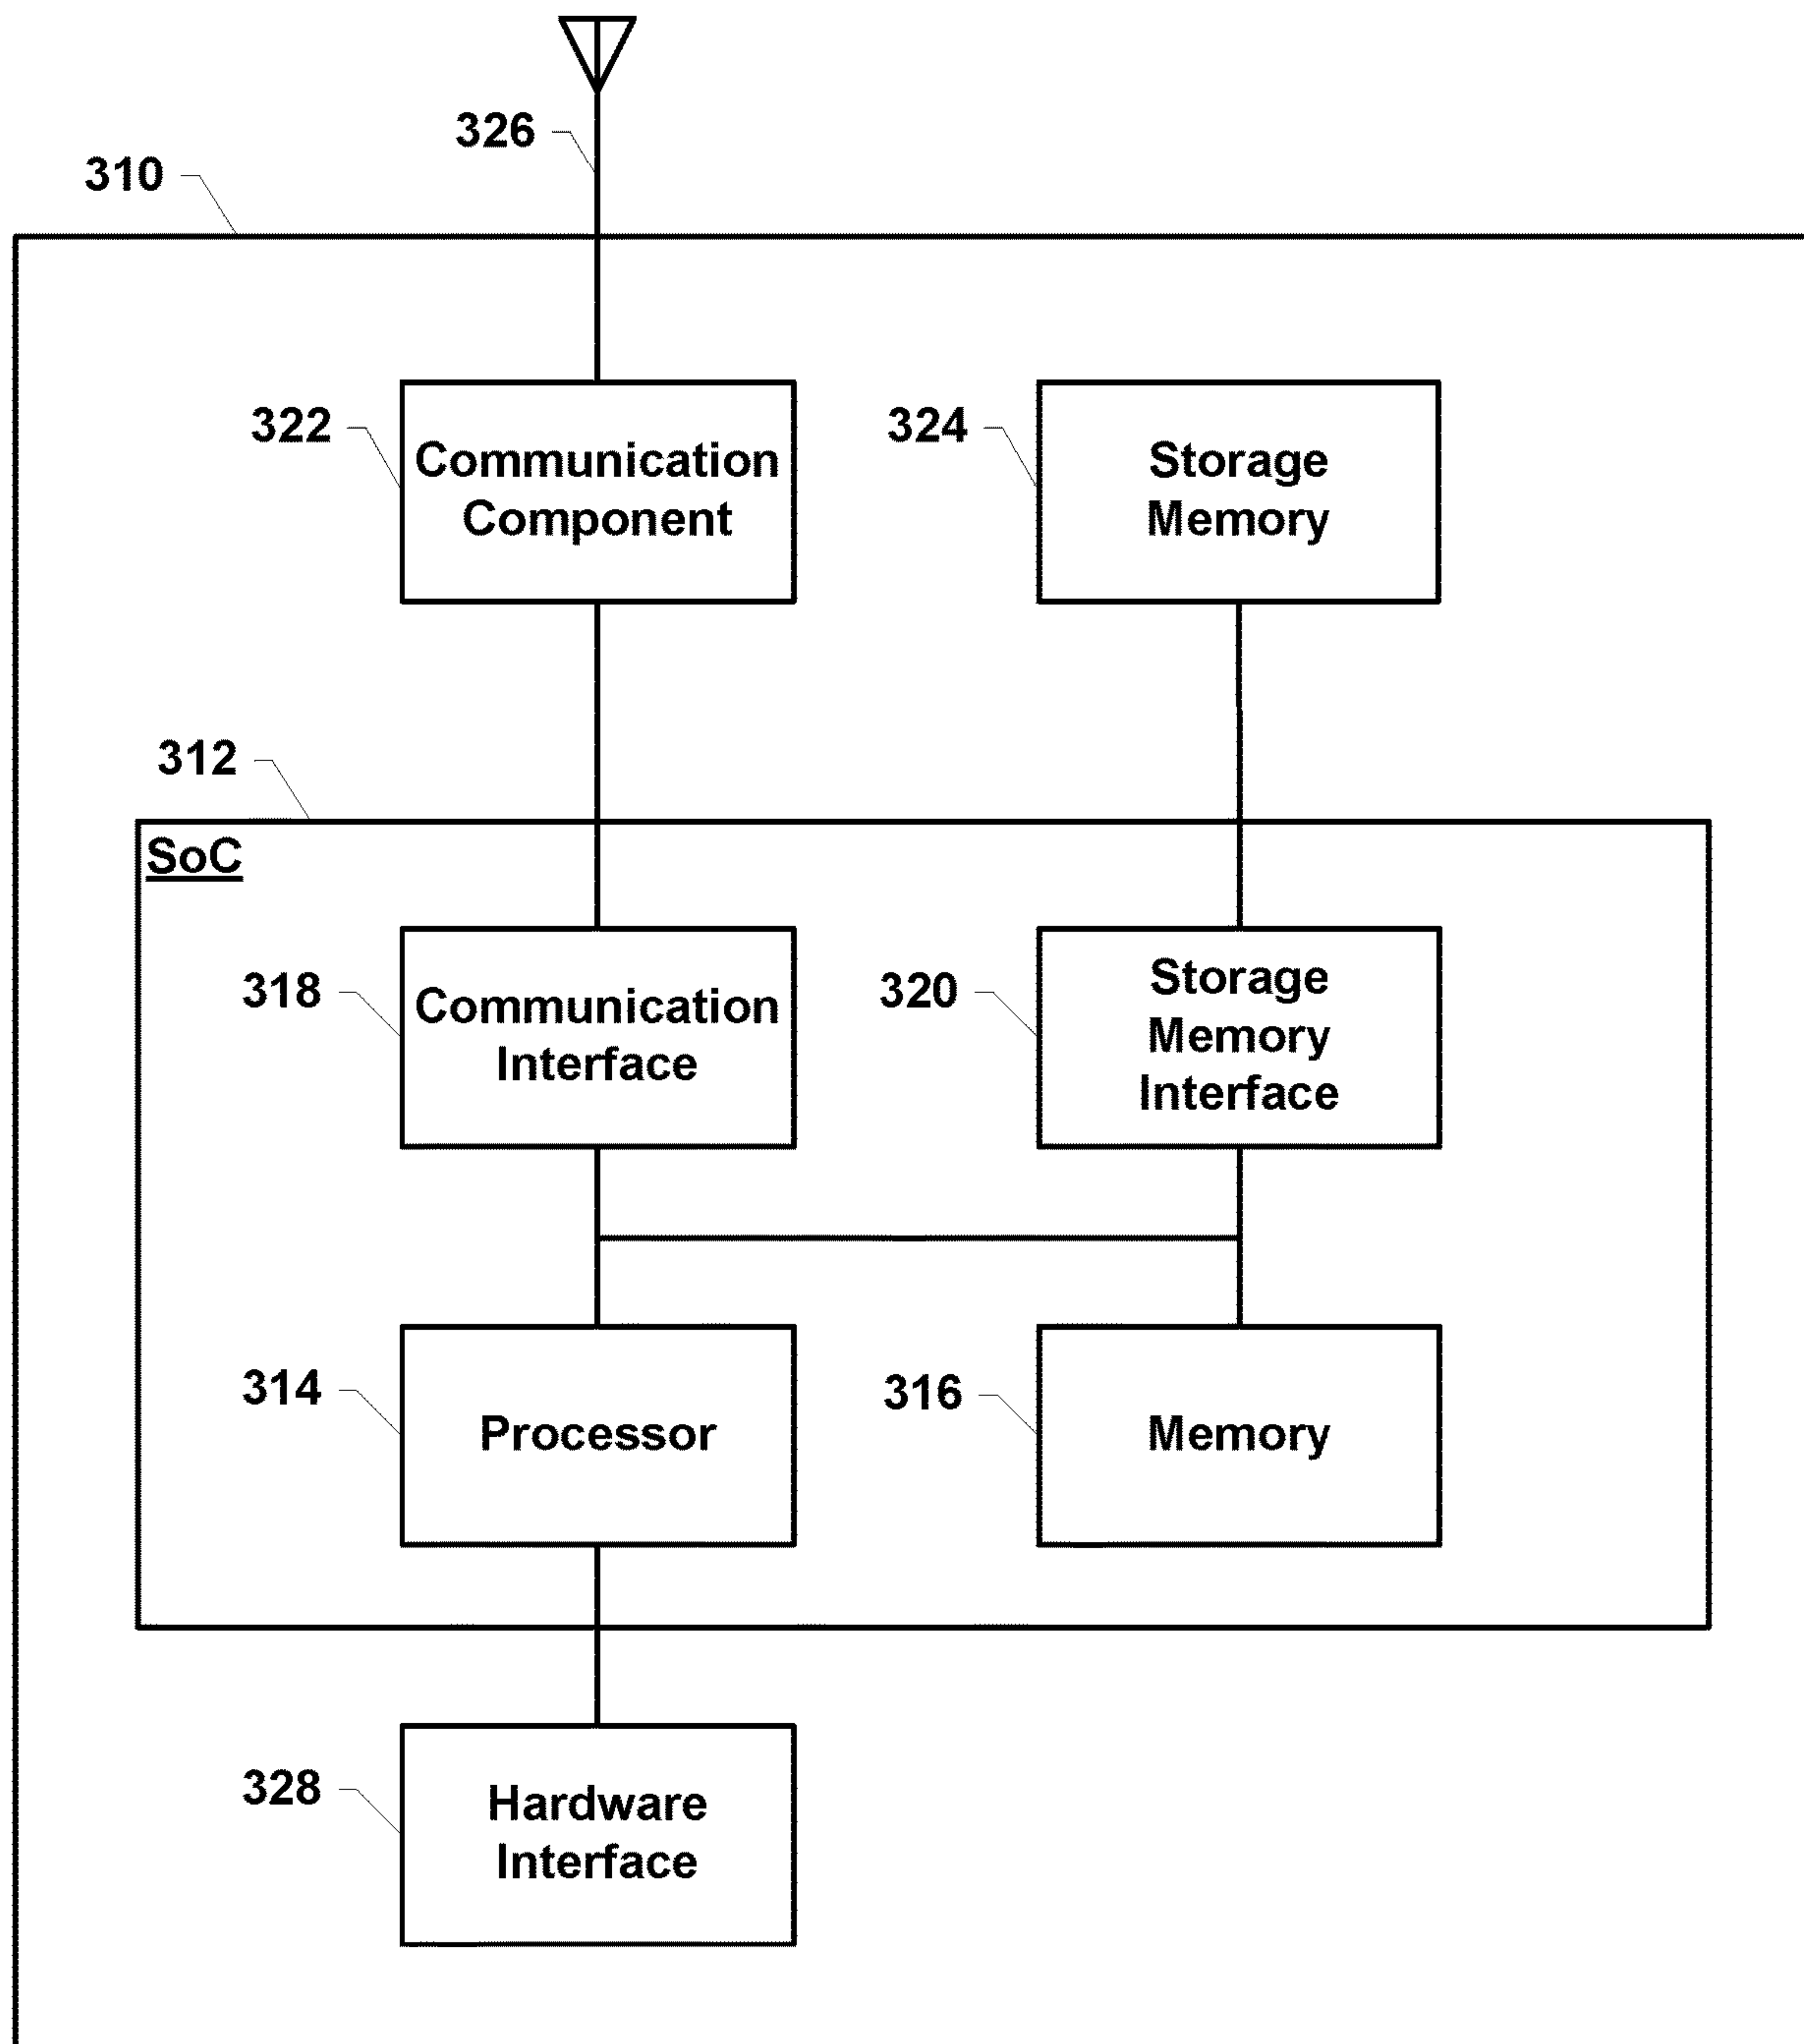 326
310
322
Communication
Component
324
Storage
Memory
312
SoC
318
Communication
Interface
320
Storage
Memory
Interface
314
Processor
316
Memory
328
Hardware
Interface